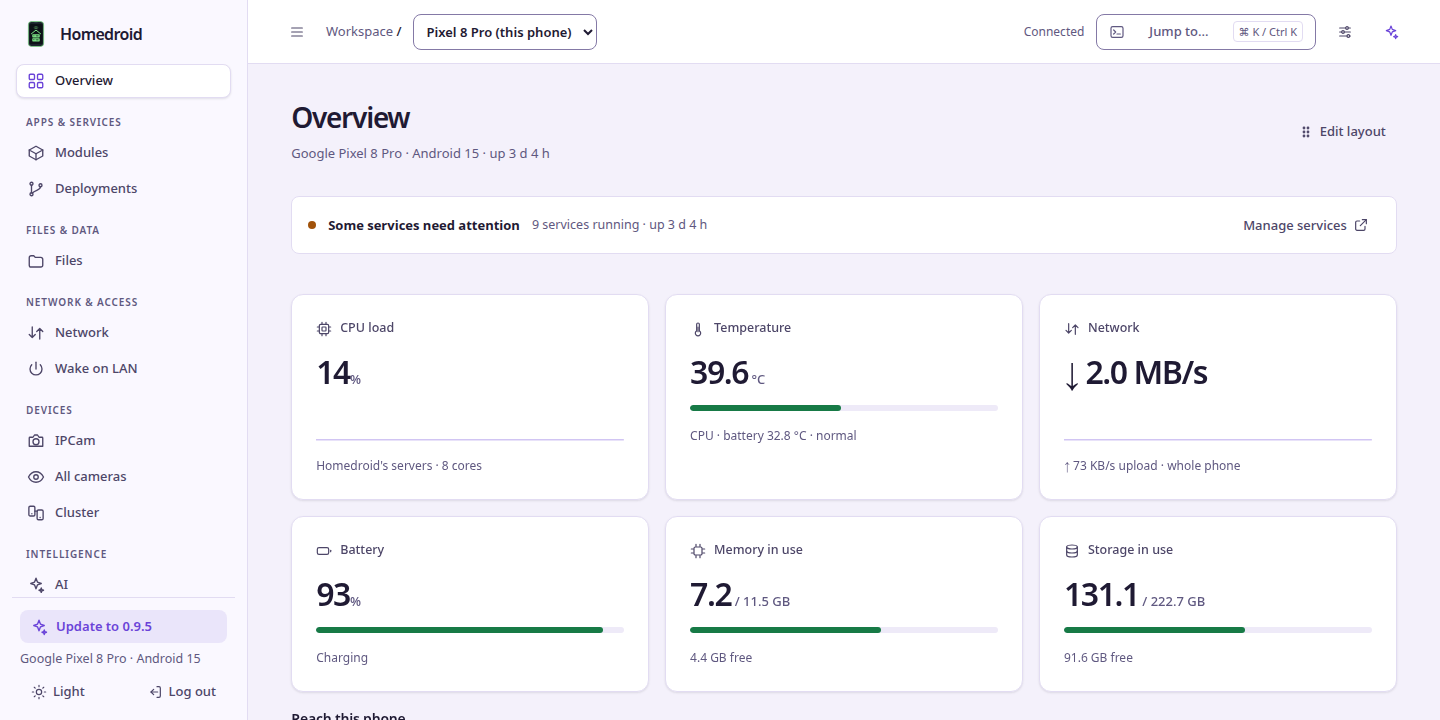 Homedroid
Overview
APPS & SERVICES
Modules
Deployments
FILES & DATA
Files
NETWORK & ACCESS
Network
Wake on LAN
DEVICES
IPCam
All cameras
Cluster
INTELLIGENCE
AI
Update to 0.9.5
Google Pixel 8 Pro · Android 15
Light Log out
Workspace / Pixel 8 Pro (this phone) Connected Jump to... ⌘ K / Ctrl K
Overview
Google Pixel 8 Pro · Android 15 · up 3 d 4 h
Edit layout
Some services need attention 9 services running · up 3 d 4 h Manage services
CPU load
14%
Homedroid's servers · 8 cores
Temperature
39.6 °C
CPU · battery 32.8 °C · normal
Network
↓ 2.0 MB/s
↑ 73 KB/s upload · whole phone
Battery
93%
Charging
Memory in use
7.2 / 11.5 GB
4.4 GB free
Storage in use
131.1 / 222.7 GB
91.6 GB free
Reach this phone